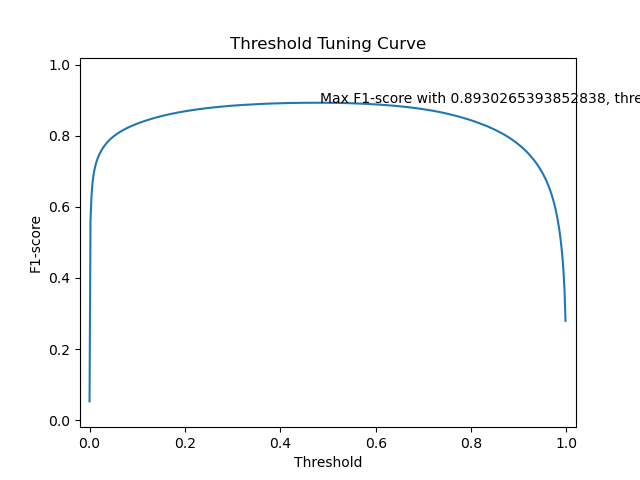 Threshold Tuning Curve
1.0
Max F1-score with 0.8930265393852838, thre
0.8
0.6
F1-score
0.4
0.2
0.0
0.0 0.2 0.4 0.6 0.8 1.0
Threshold